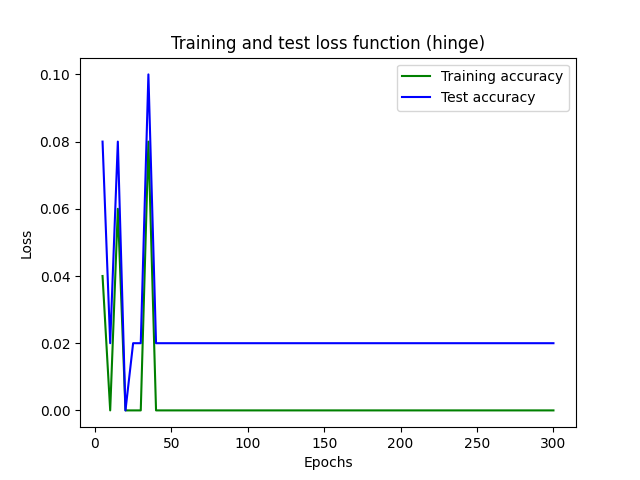 Training and test loss function (hinge)
Training accuracy
Test accuracy
Loss
0.10
0.08
0.06
0.04
0.02
0.00
0 50 100 150 200 250 300
Epochs